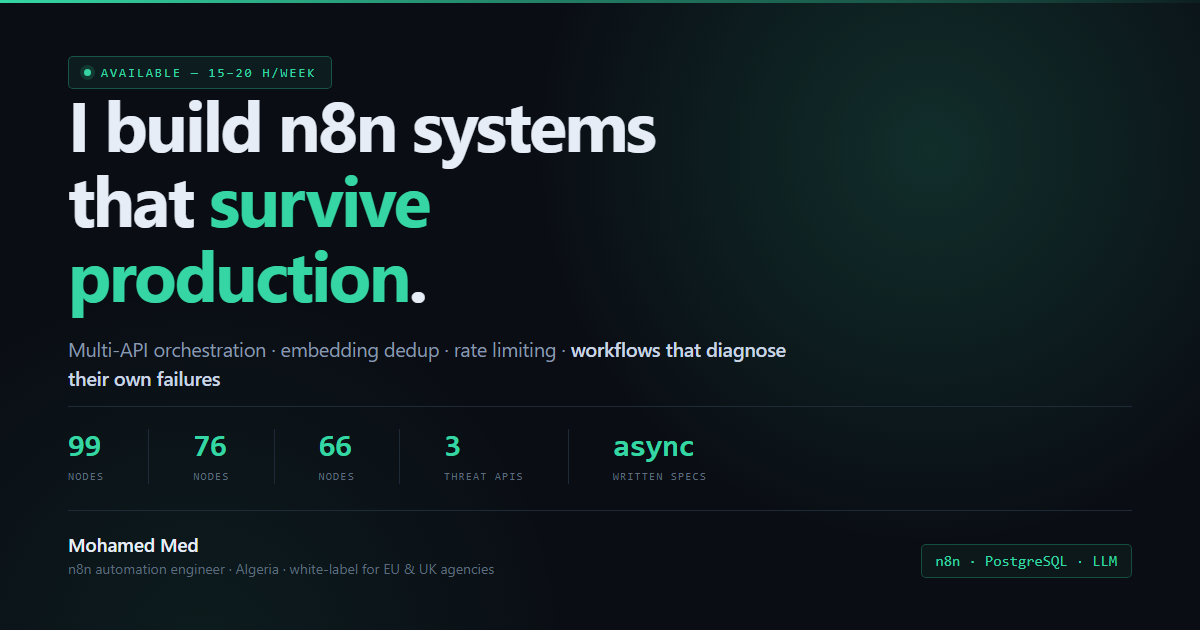 AVAILABLE — 15–20 H/WEEK
I build n8n systems
that survive
production.
Multi-API orchestration · embedding dedup · rate limiting · workflows that diagnose
their own failures
99 76 66 3 async
NODES NODES NODES THREAT APIS WRITTEN SPECS
Mohamed Med
n8n automation engineer · Algeria · white-label for EU & UK agencies
n8n · PostgreSQL · LLM